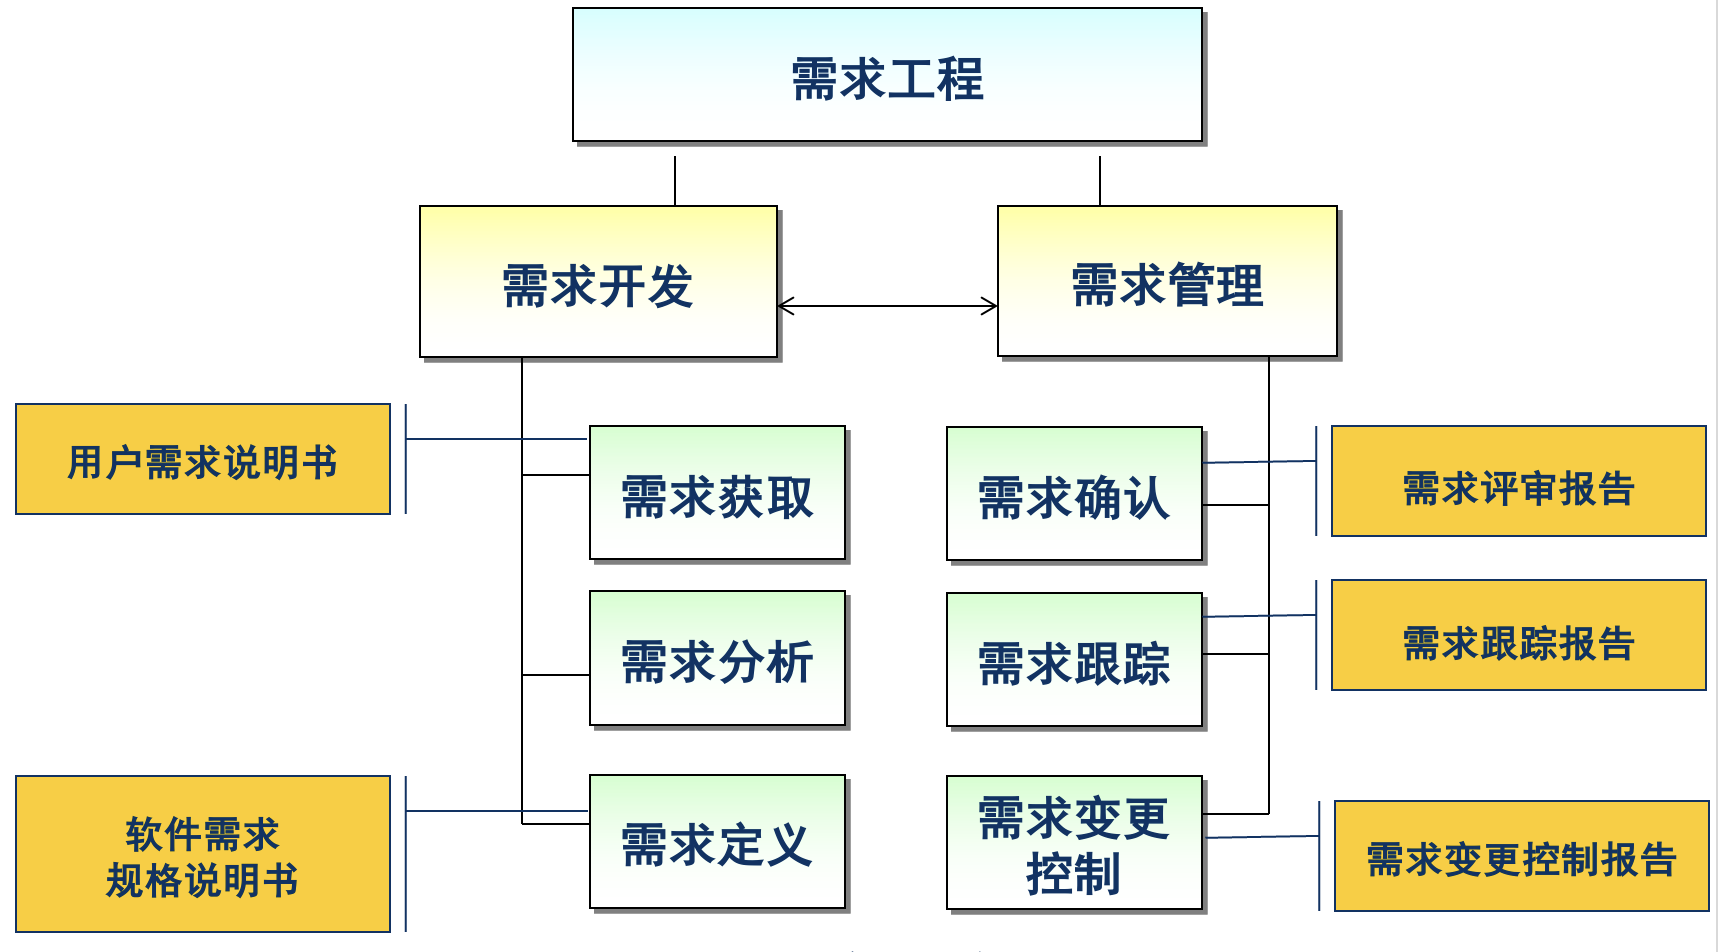 需求工程
需求开发
需求管理
用户需求说明书
需求获取
需求确认
需求评审报告
需求分析
需求跟踪
需求跟踪报告
软件需求
规格说明书
需求定义
需求变更
控制
需求变更控制报告